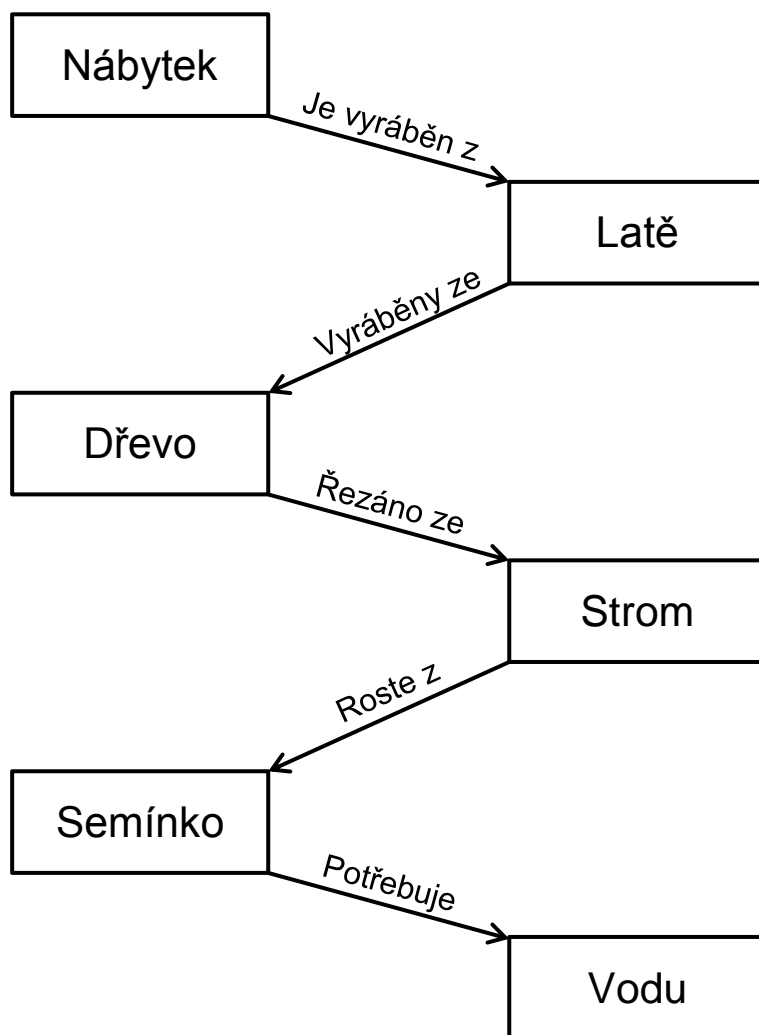 Nábytek
Je vyráběn z
Latě
Vyráběny ze
Dřevo
Řezáno ze
Strom
Roste z
Semínko
Potřebuje
Vodu